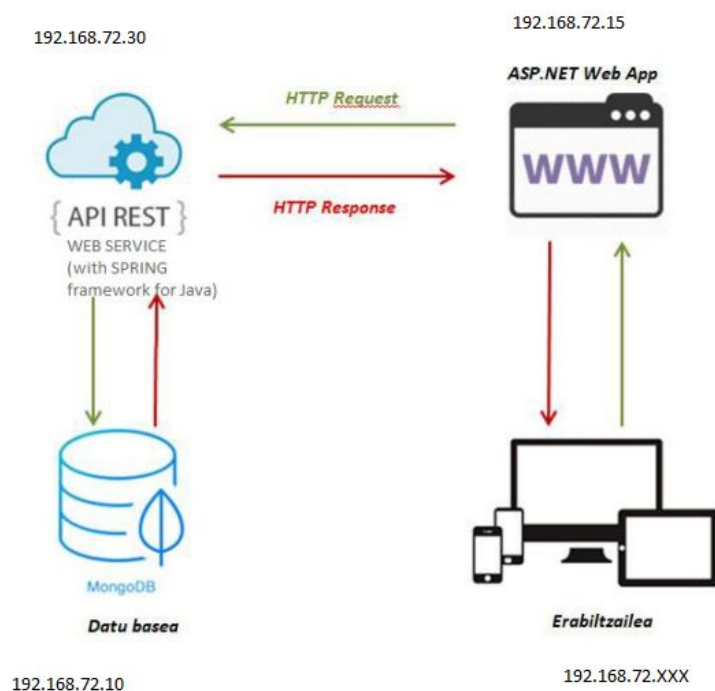 192.168.72.30
192.168.72.15
ASP.NET Web App
HTTP Request
WWW
HTTP Response
{ API REST }
WEB SERVICE
(with SPRING
framework for Java)
MongoDB
Datu basea
Erabiltzailea
192.168.72.10
192.168.72.XXX